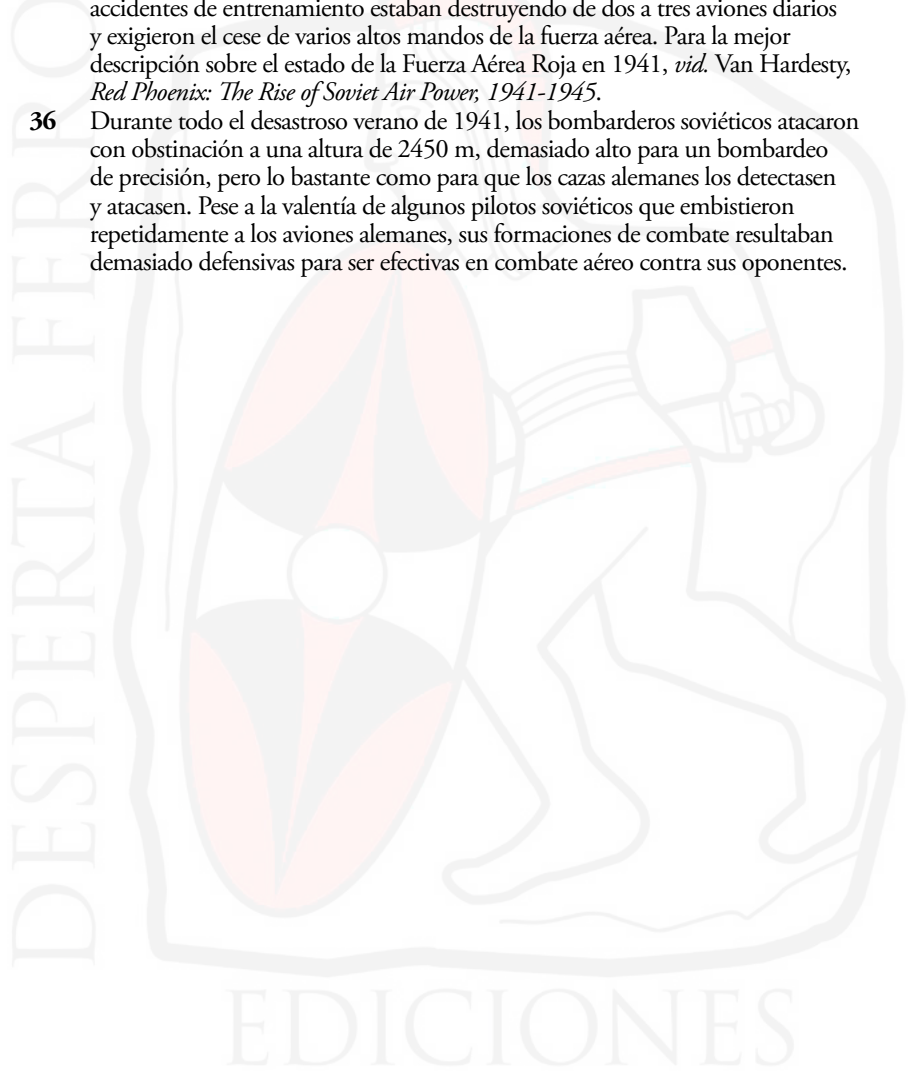 accidentes de entrenamiento estaban destruyendo de dos a tres aviones diarios
y exigieron el cese de varios altos mandos de la fuerza aérea. Para la mejor
descripción sobre el estado de la Fuerza Aérea Roja en 1941, vid. Van Hardesty,
Red Phoenix: The Rise of Soviet Air Power, 1941-1945.
36 Durante todo el desastroso verano de 1941, los bombarderos soviéticos atacaron
con obstinación a una altura de 2450 m, demasiado alto para un bombardeo
de precisión, pero lo bastante como para que los cazas alemanes los detectasen
y atacasen. Pese a la valentía de algunos pilotos soviéticos que embistieron
repetidamente a los aviones alemanes, sus formaciones de combate resultaban
demasiado defensivas para ser efectivas en combate aéreo contra sus oponentes.
DESPERTA FERRO
EDICIONES